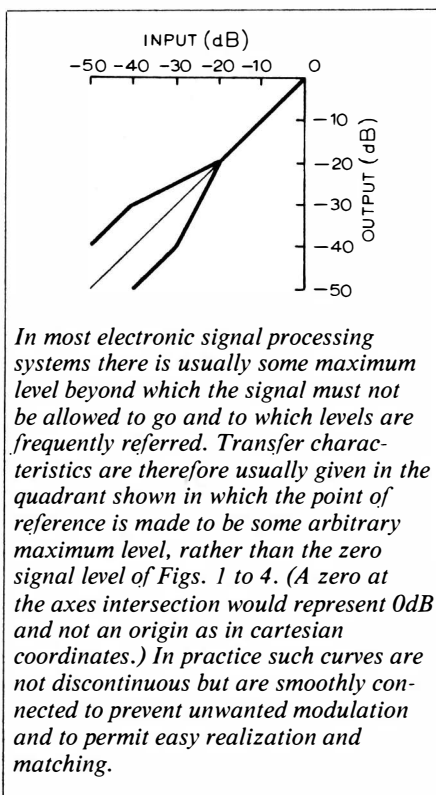 INPUT (dB)
-50 -40 -30 -20 -10 0
-10
-20
-30
-40
-50
OUTPUT (dB)
In most electronic signal processing
systems there is usually some maximum
level beyond which the signal must not
be allowed to go and to which levels are
frequently referred. Transfer charac-
teristics are therefore usually given in the
quadrant shown in which the point of
reference is made to be some arbitrary
maximum level, rather than the zero
signal level of Figs. 1 to 4. (A zero at
the axes intersection would represent 0dB
and not an origin as in cartesian
coordinates.) In practice such curves are
not discontinuous but are smoothly con-
nected to prevent unwanted modulation
and to permit easy realization and
matching.